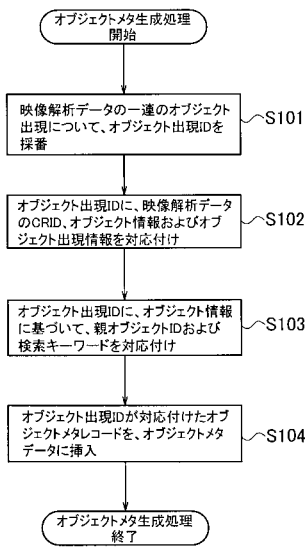 オブジェクトメタ生成処理
開始
映像解析データの一連のオブジェクト
出現について、オブジェクト出現IDを
採番
S101
オブジェクト出現IDに、映像解析データ
のCRID、オブジェクト情報およびオブ
ジェクト出現情報を対応付け
S102
オブジェクト出現IDに、オブジェクト情報
に基づいて、親オブジェクトIDおよび
検索キーワードを対応付け
S103
オブジェクト出現IDが対応付けたオブ
ジェクトメタレコードを、オブジェクトメタ
データに挿入
S104
オブジェクトメタ生成処理
終了